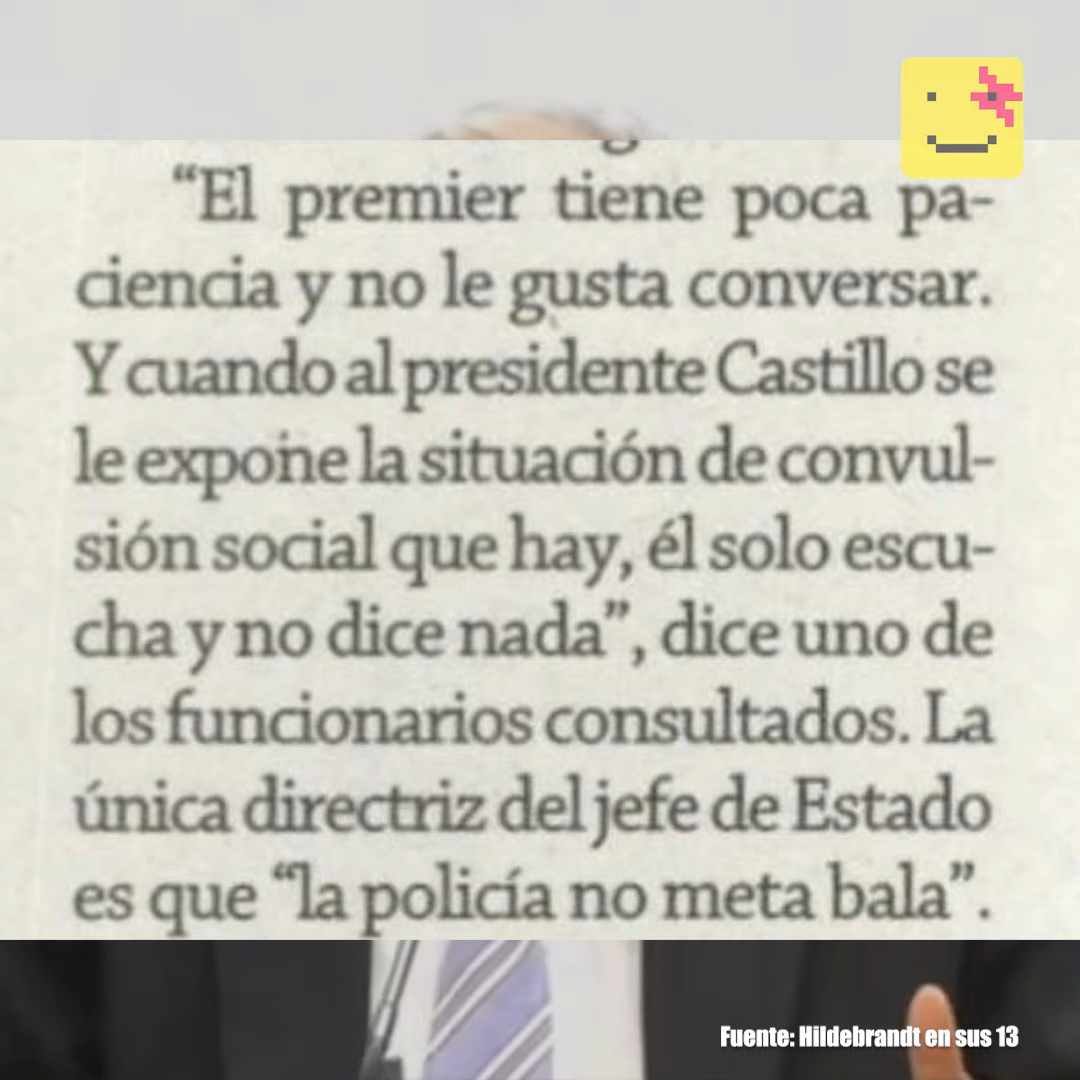 “El premier tiene poca pa-
ciencia y no le gusta conversar.
Y cuando al presidente Castillo se
le expone la situación de convul-
sión social que hay, él solo escu-
cha y no dice nada”, dice uno de
los funcionarios consultados. La
única directriz del jefe de Estado
es que “la policía no meta bala”.
Fuente: Hildebrandt en sus 13